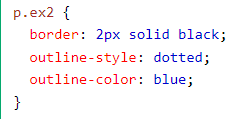 p.ex2 {
  border: 2px solid black;
  outline-style: dotted;
  outline-color: blue;
}